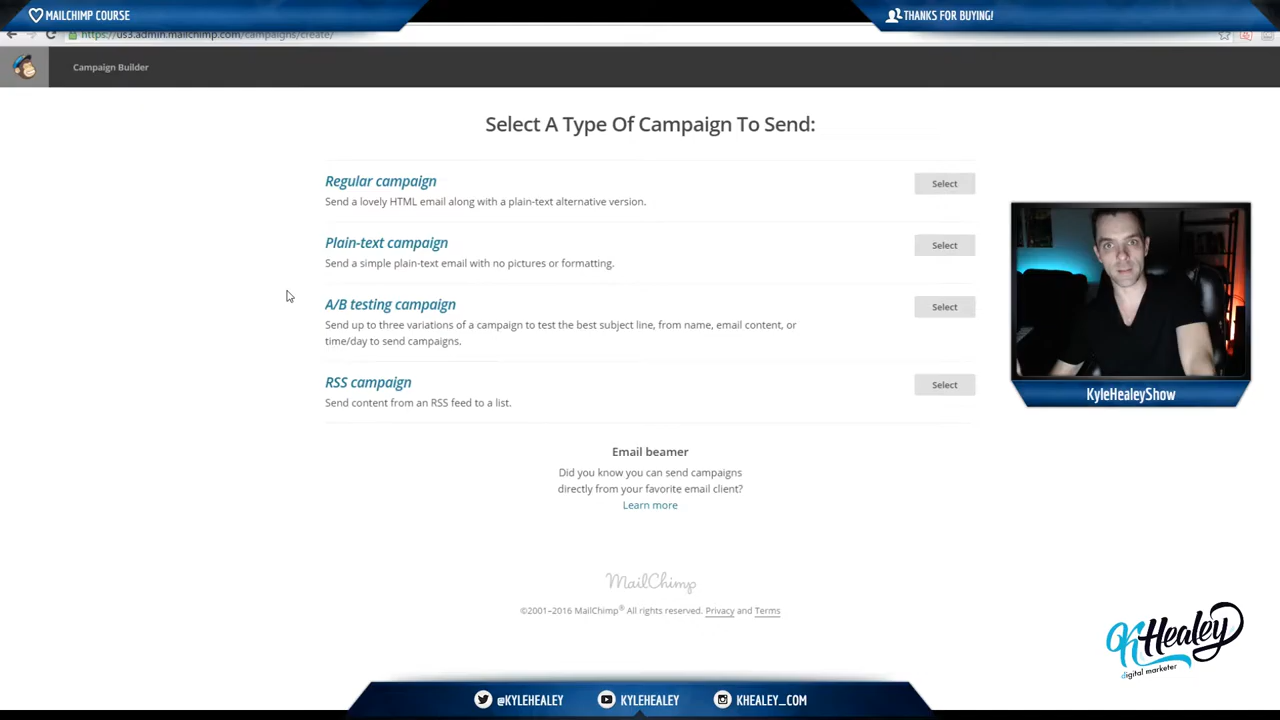 MAILCHIMP COURSE
THANKS FOR BUYING!
https://us3.admin.mailchimp.com/campaigns/create/
Campaign Builder
Select A Type Of Campaign To Send:
Regular campaign
Select
Send a lovely HTML email along with a plain-text alternative version.
Plain-text campaign
Select
Send a simple plain-text email with no pictures or formatting.
A/B testing campaign
Select
Send up to three variations of a campaign to test the best subject line, from name, email content, or
time/day to send campaigns.
RSS campaign
Select
Send content from an RSS feed to a list.
KyleHealeyShow
Email beamer
Did you know you can send campaigns
directly from your favorite email client?
Learn more
MailChimp
©2001–2016 MailChimp® All rights reserved. Privacy and Terms
KHealey
digital marketer
@KYLEHEALEY
KYLEHEALEY
KHEALEY_COM